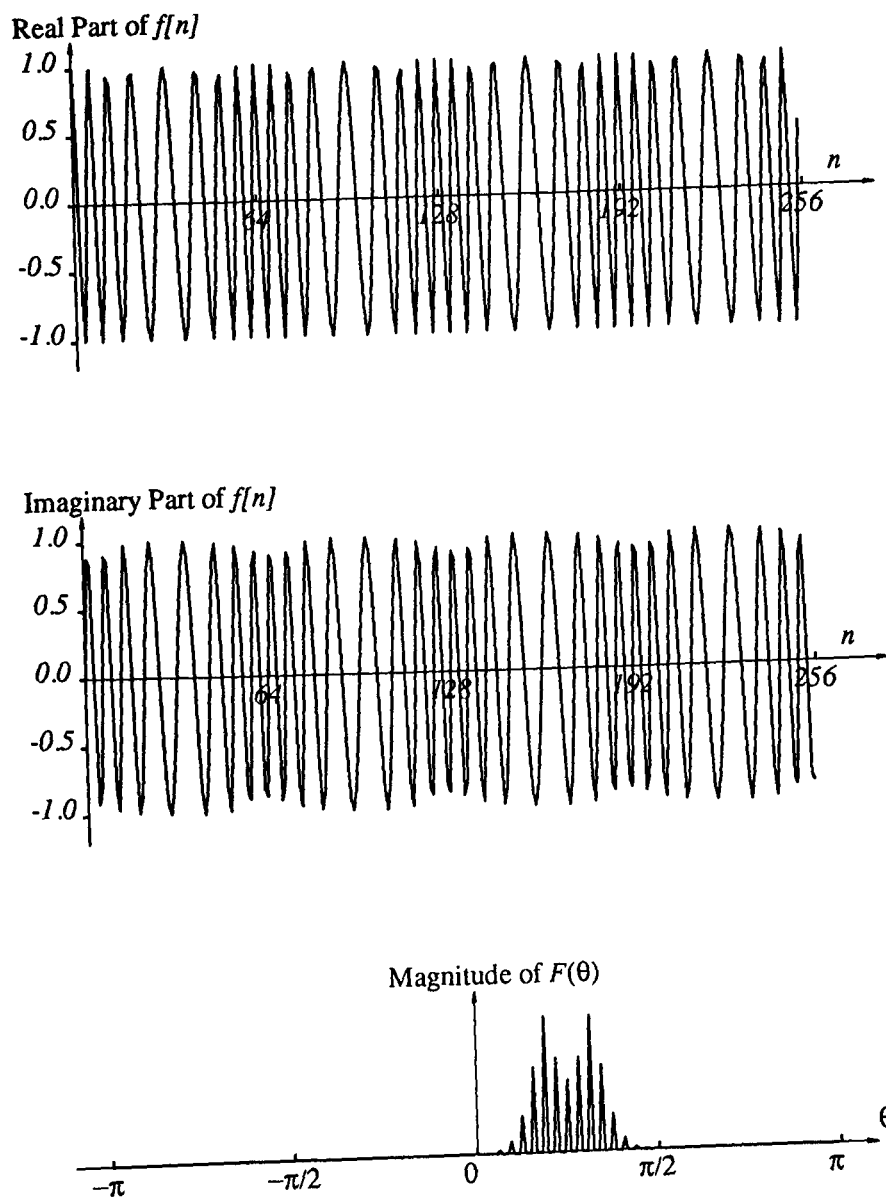 Real Part of f[n]
1.0
0.5
0.0
-0.5
-1.0
n
64
128
192
256
Imaginary Part of f[n]
1.0
0.5
0.0
-0.5
-1.0
n
64
128
192
256
Magnitude of F(θ)
θ
−π
−π/2
0
π/2
π